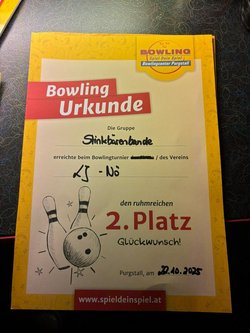 BOWLING
Bowlingcenter Purgstall
Bowling
Urkunde
Die Gruppe
Stinkbärenbande
erreichte beim Bowlingturnier / des Vereins
LJ - Nö
den ruhmreichen
2. Platz
Glückwunsch!
Purgstall, am 10.2025
www.spieldeinspiel.at